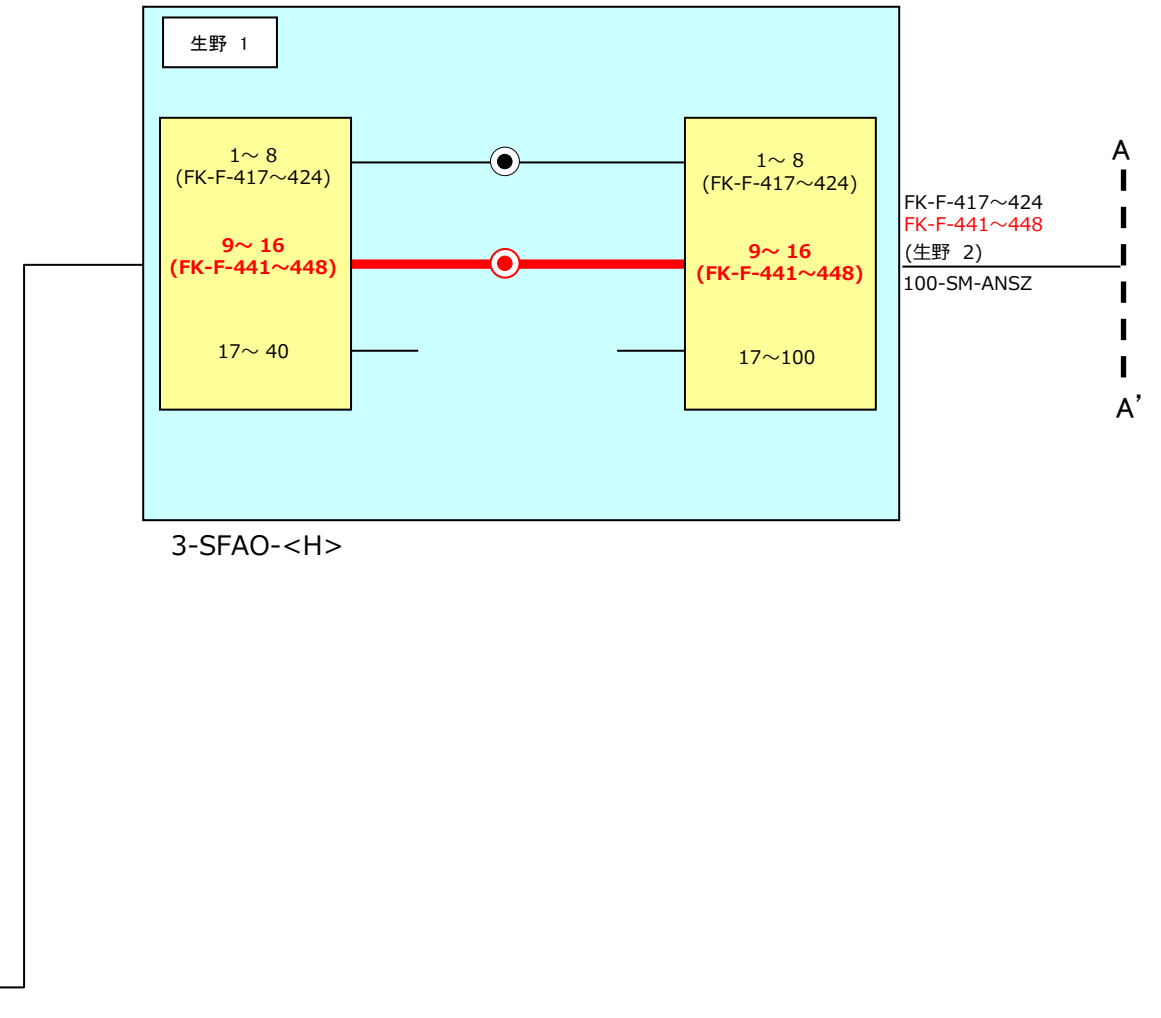 生野 1
1～ 8
(FK-F-417～424)
9～ 16
(FK-F-441～448)
17～ 40
1～ 8
(FK-F-417～424)
9～ 16
(FK-F-441～448)
17～100
FK-F-417～424
FK-F-441～448
(生野 2)
100-SM-ANSZ
A
A’
3-SFAO-<H>